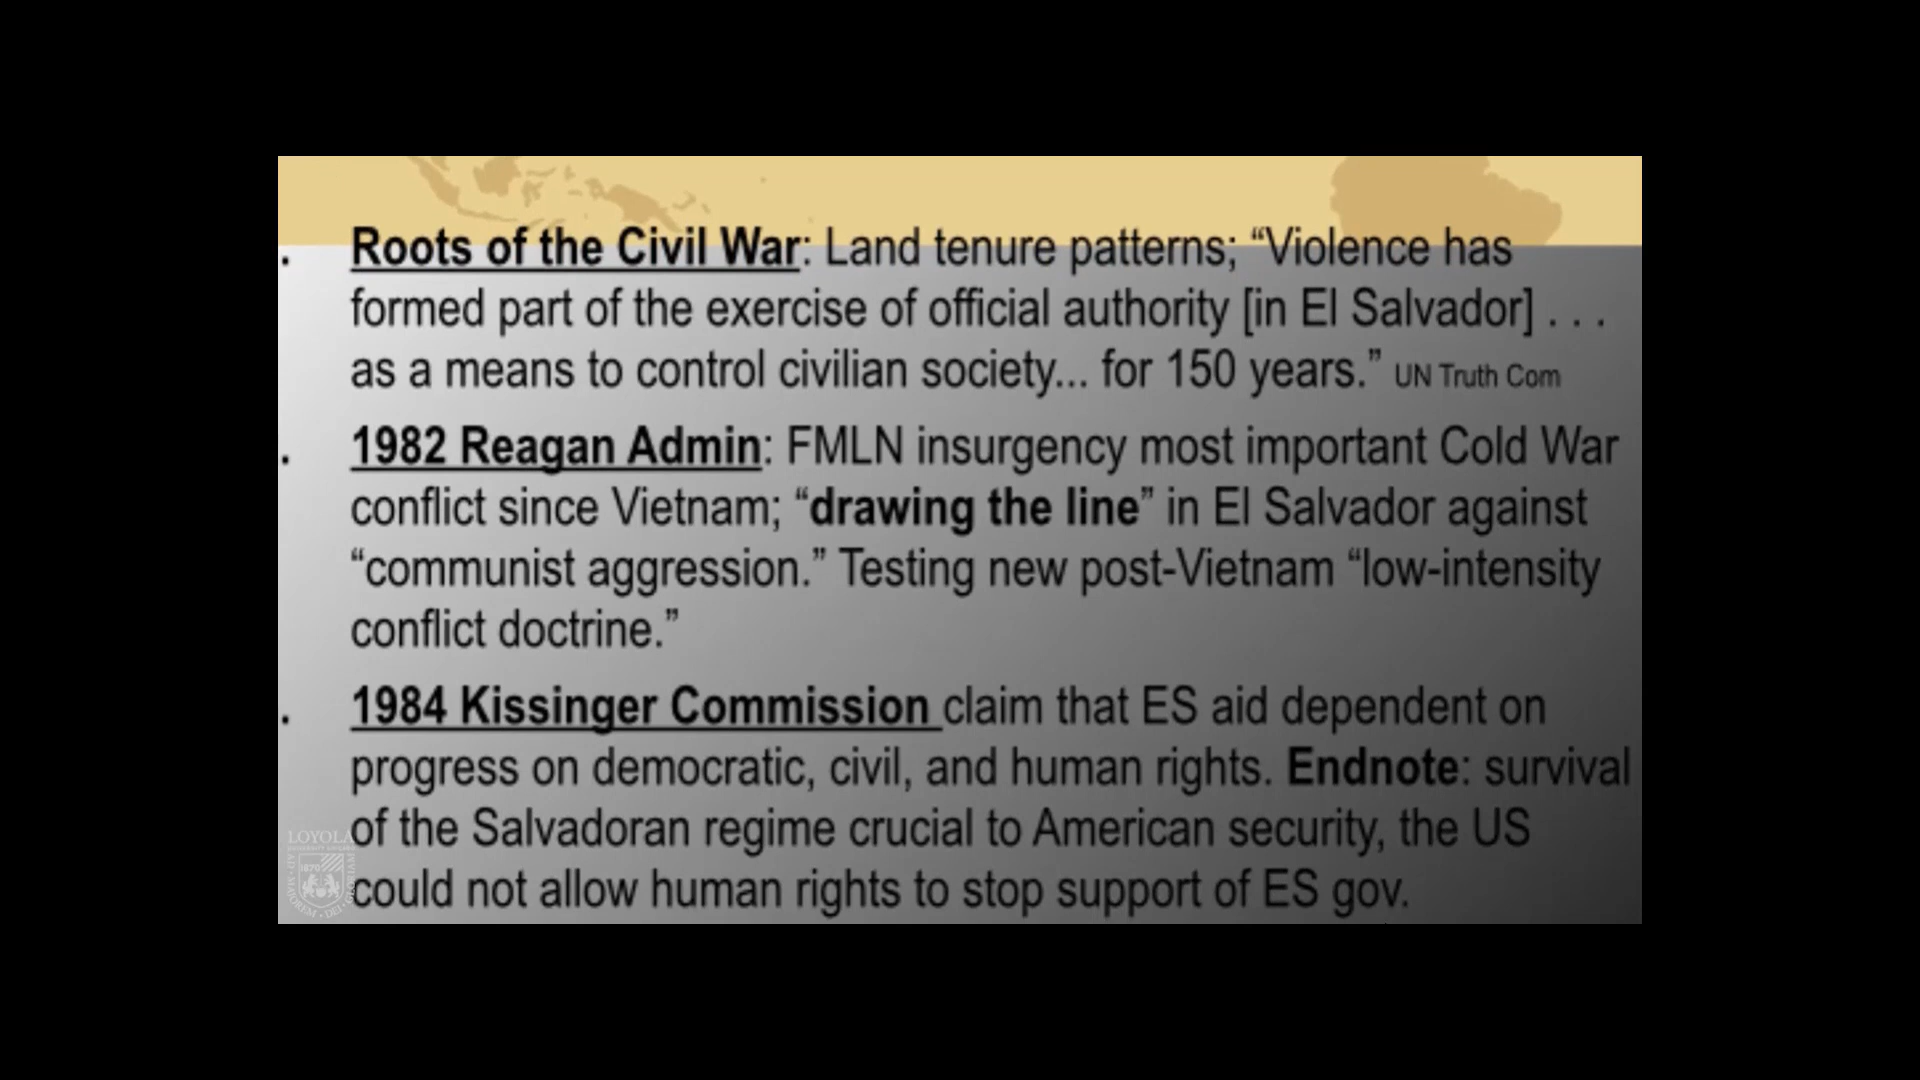 . Roots of the Civil War: Land tenure patterns; “Violence has
formed part of the exercise of official authority [in El Salvador] . . .
as a means to control civilian society... for 150 years.” UN Truth Com
. 1982 Reagan Admin: FMLN insurgency most important Cold War
conflict since Vietnam; “drawing the line” in El Salvador against
“communist aggression.” Testing new post-Vietnam “low-intensity
conflict doctrine.”
. 1984 Kissinger Commission claim that ES aid dependent on
progress on democratic, civil, and human rights. Endnote: survival
of the Salvadoran regime crucial to American security, the US
could not allow human rights to stop support of ES gov.
LOYOLA
1870